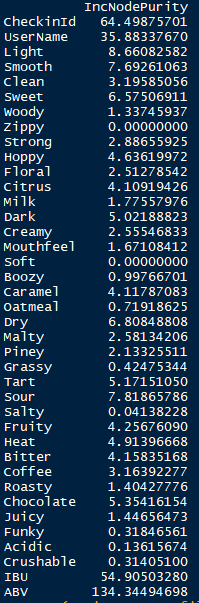 IncNodePurity
CheckinId 64.49875701
UserName 35.88337670
Light 8.66082582
Smooth 7.69261063
Clean 3.19585056
Sweet 6.57506911
Woody 1.33745937
Zippy 0.00000000
Strong 2.88655925
Hoppy 4.63619972
Floral 2.51278542
Citrus 4.10919426
Milk 1.77557976
Dark 5.02188823
Creamy 2.55546833
Mouthfeel 1.67108412
Soft 0.00000000
Boozy 0.99766701
Caramel 4.11787083
Oatmeal 0.71918625
Dry 6.80848808
Malty 2.58134206
Piney 2.13325511
Grassy 0.42475344
Tart 5.17151050
Sour 7.81865786
Salty 0.04138228
Fruity 4.25676090
Heat 4.91396668
Bitter 4.15835168
Coffee 3.16392277
Roasty 1.40427776
Chocolate 5.35416154
Juicy 1.44656473
Funky 0.31846561
Acidic 0.13615674
Crushable 0.31405100
IBU 54.90503280
ABV 134.34494698